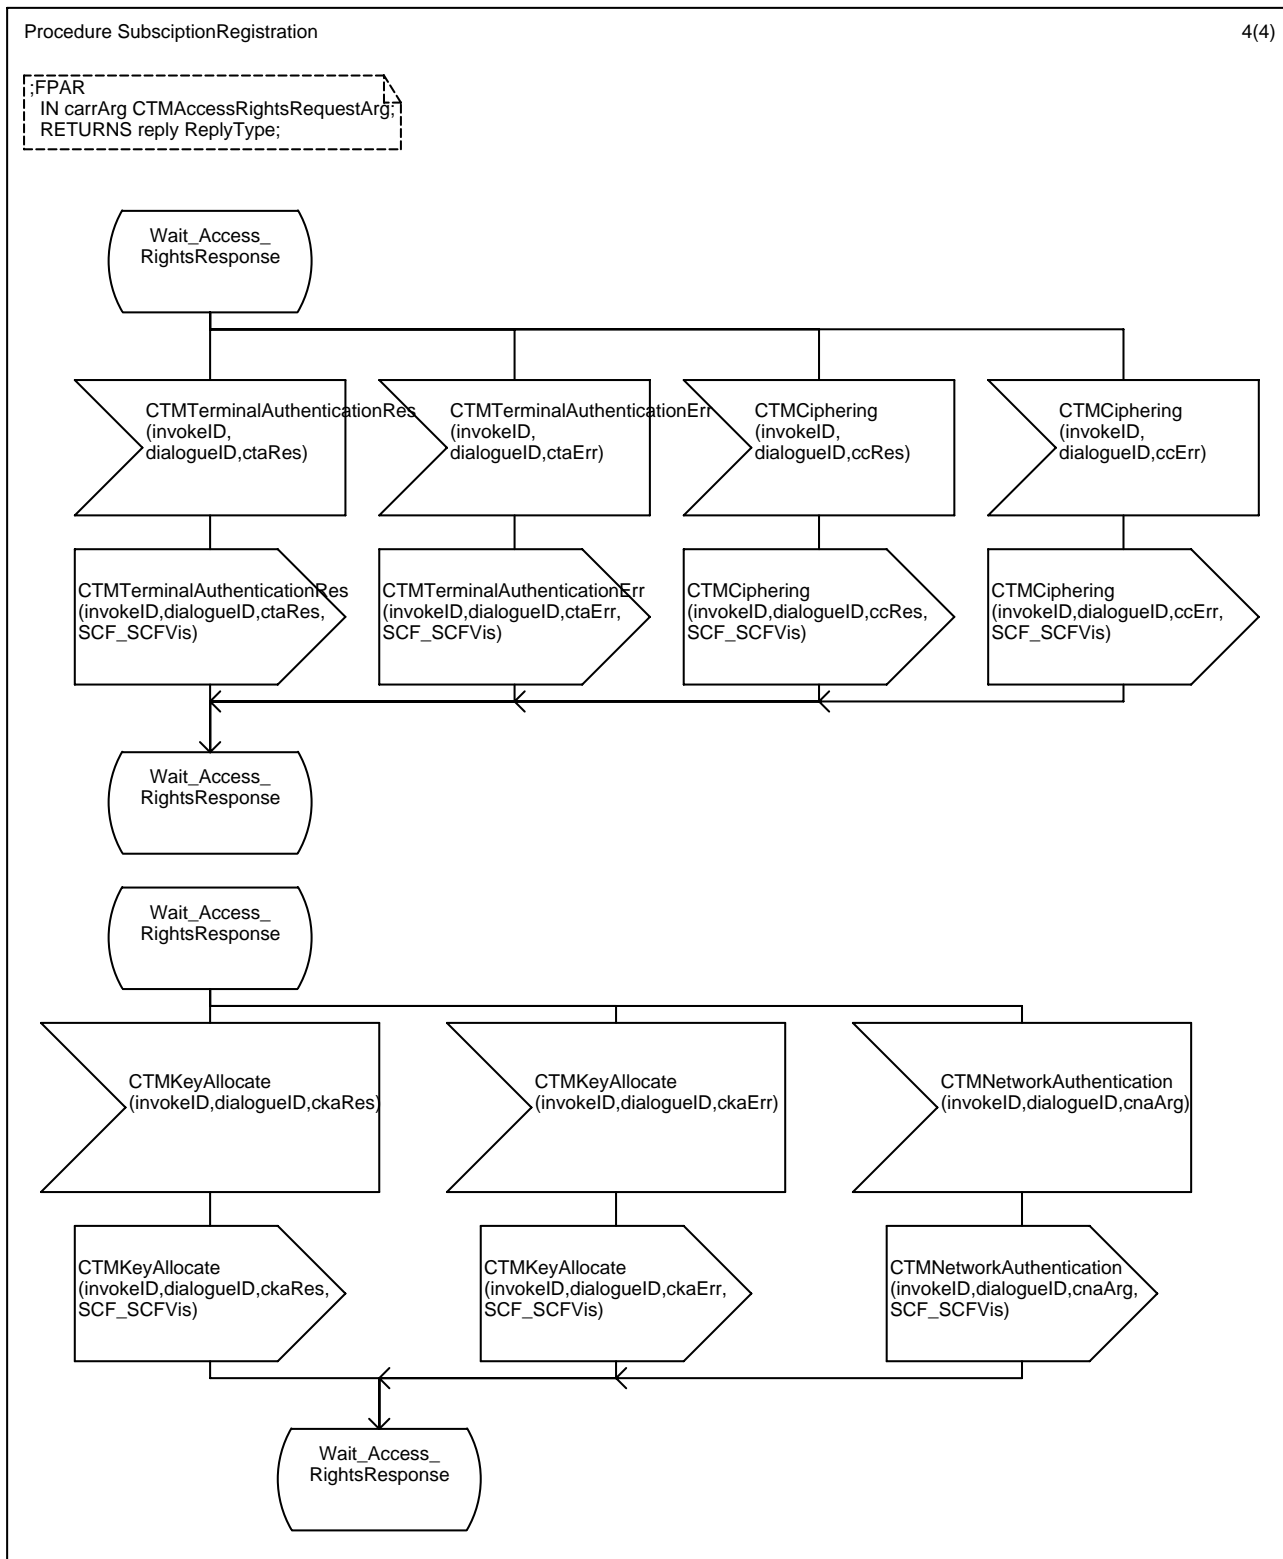 Procedure SubsciptionRegistration
4(4)
;FPAR
IN carrArg CTMAccessRightsRequestArg;
RETURNS reply ReplyType;
Wait_Access_
RightsResponse
CTMTerminalAuthenticationRes
(invokeID,
dialogueID,ctaRes)
CTMTerminalAuthenticationErr
(invokeID,
dialogueID,ctaErr)
CTMCiphering
(invokeID,
dialogueID,ccRes)
CTMCiphering
(invokeID,
dialogueID,ccErr)
CTMTerminalAuthenticationRes
(invokeID,dialogueID,ctaRes,
SCF_SCFVis)
CTMTerminalAuthenticationErr
(invokeID,dialogueID,ctaErr,
SCF_SCFVis)
CTMCiphering
(invokeID,dialogueID,ccRes,
SCF_SCFVis)
CTMCiphering
(invokeID,dialogueID,ccErr,
SCF_SCFVis)
Wait_Access_
RightsResponse
Wait_Access_
RightsResponse
CTMKeyAllocate
(invokeID,dialogueID,ckaRes)
CTMKeyAllocate
(invokeID,dialogueID,ckaErr)
CTMNetworkAuthentication
(invokeID,dialogueID,cnaArg)
CTMKeyAllocate
(invokeID,dialogueID,ckaRes,
SCF_SCFVis)
CTMKeyAllocate
(invokeID,dialogueID,ckaErr,
SCF_SCFVis)
CTMNetworkAuthentication
(invokeID,dialogueID,cnaArg,
SCF_SCFVis)
Wait_Access_
RightsResponse